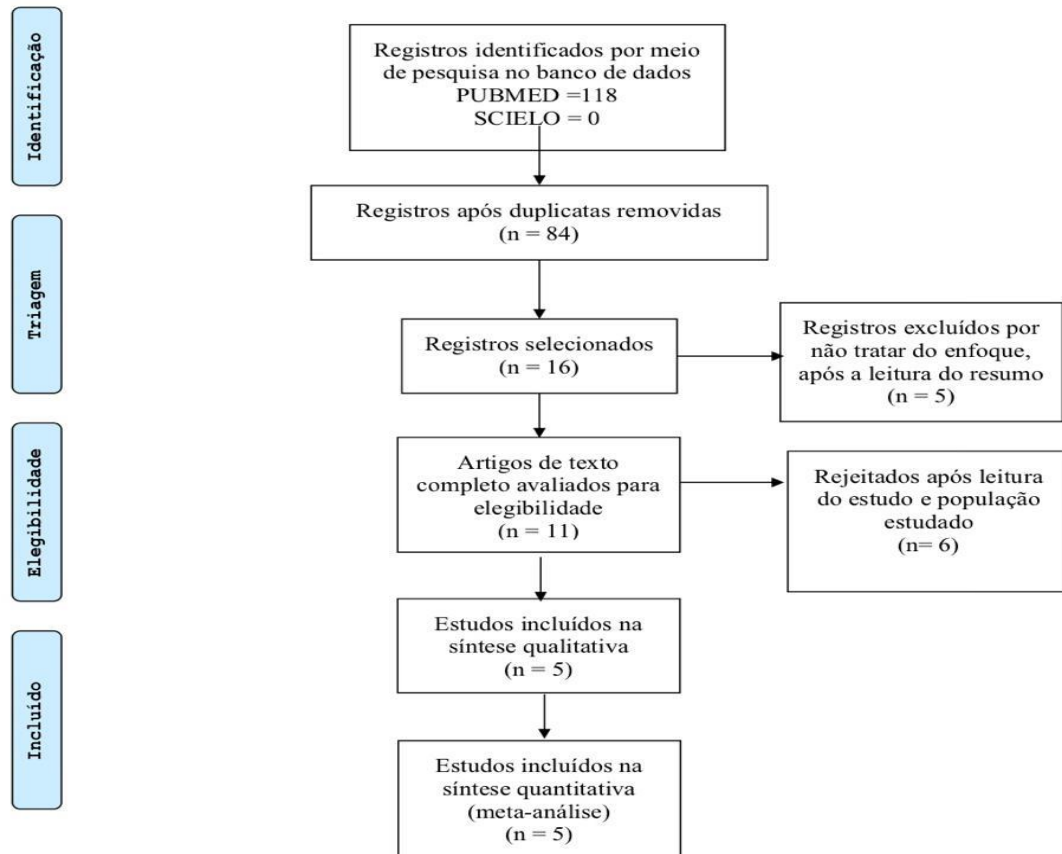 Identificação
Registros identificados por meio
de pesquisa no banco de dados
PUBMED =118
SCIELO = 0
Registros após duplicatas removidas
(n = 84)
Triagem
Registros selecionados
(n = 16)
Registros excluídos por
não tratar do enfoque,
após a leitura do resumo
(n = 5)
Elegibilidade
Artigos de texto
completo avaliados para
elegibilidade
(n = 11)
Rejeitados após leitura
do estudo e população
estudado
(n= 6)
Estudos incluídos na
síntese qualitativa
(n = 5)
Incluído
Estudos incluídos na
síntese quantitativa
(meta-análise)
(n = 5)